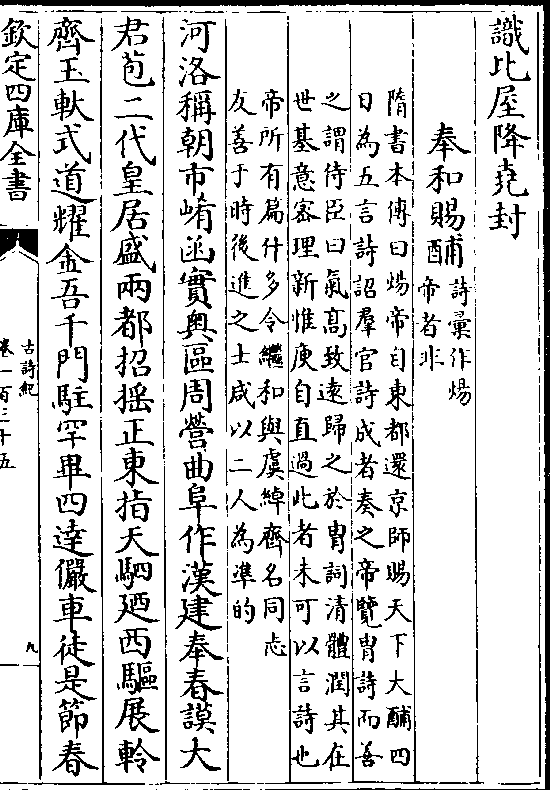 識比屋降堯封
奉和賜酺詩彙作煬
帝者非
隋書本傳曰煬帝自東都還京師賜天下大酺四
日為五言詩詔羣官詩成者奏之帝覽胄詩而善
之謂侍臣曰氣高致逺歸之於胄詞清體潤其在
世基意宻理新惟庾自直過此者未可以言詩也
帝所有篇什多令繼和與虞綽齊名同志
友善于時後進之士咸以二人為凖的
河洛稱朝市崤函實奥區周營曲阜作漢建奉春謨大
君苞二代皇居盛兩都招揺正東指天駟廼西驅展軨
齊玉軑式道耀金吾千門駐罕罼四逹儼車徒是節春
欽定四庫全書
古詩紀
卷一百三十五
九